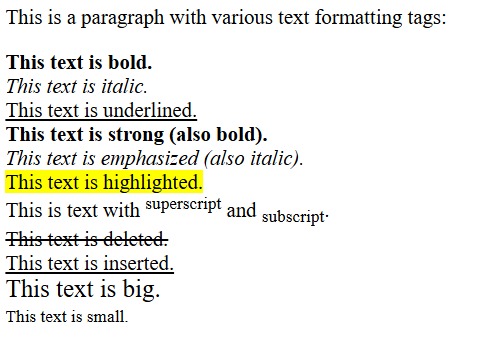 This is a paragraph with various text formatting tags:
This text is bold.
This text is italic.
This text is underlined.
This text is strong (also bold).
This text is emphasized (also italic).
This text is highlighted.
This is text with superscript and subscript.
This text is deleted.
This text is inserted.
This text is big.
This text is small.